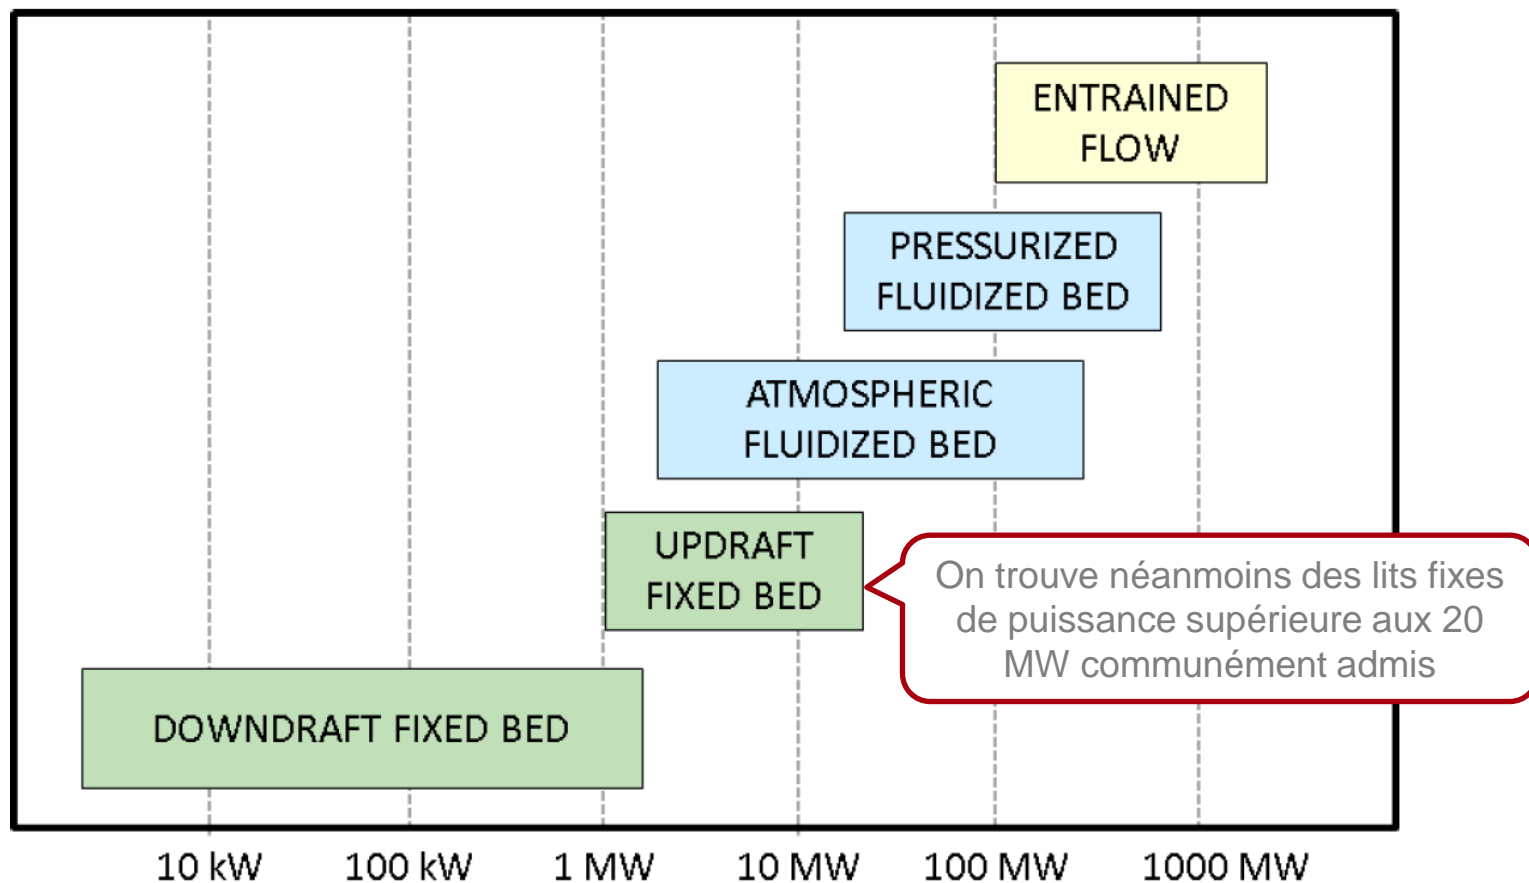 ENTRAINED
FLOW
PRESSURIZED
FLUIDIZED BED
ATMOSPHERIC
FLUIDIZED BED
UPDRAFT
FIXED BED
On trouve néanmoins des lits fixes
de puissance supérieure aux 20
MW communément admis
DOWNDRAFT FIXED BED
10 kW 100 kW 1 MW 10 MW 100 MW 1000 MW